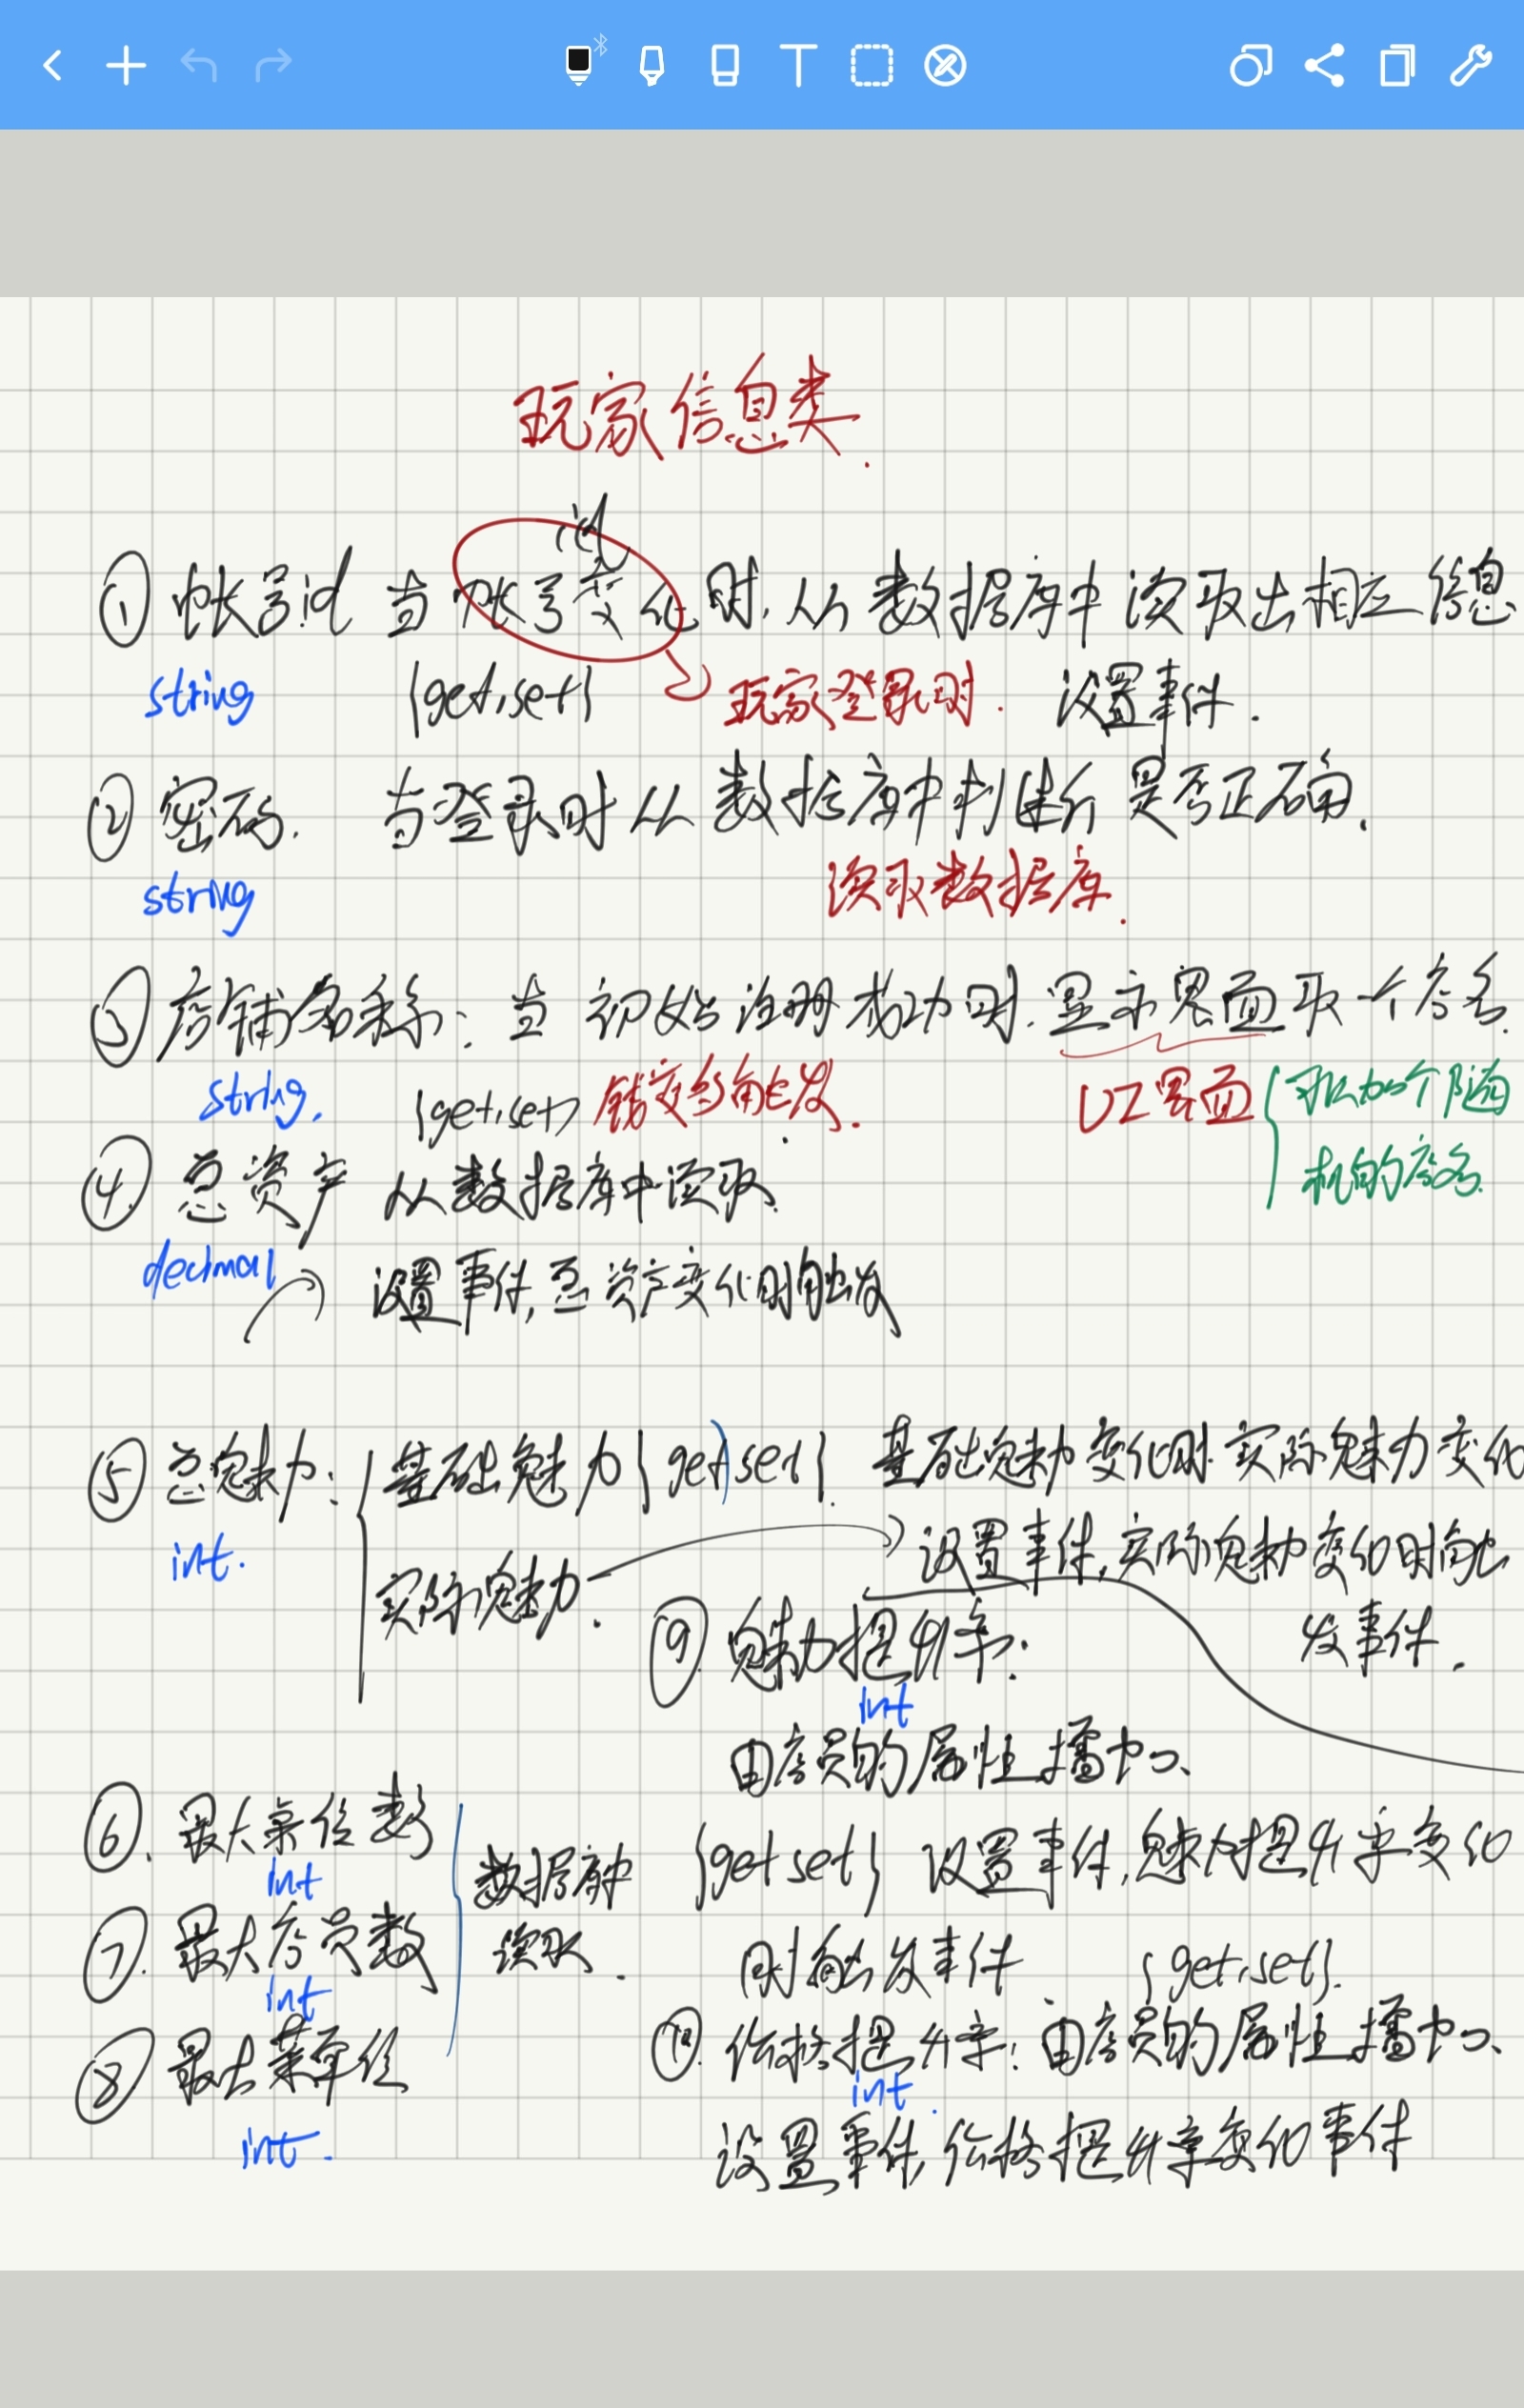 玩家信息类.
① 帐号id 当帐号变化时,从数据库中读取出相应信息
id
string {get,set} 玩家登录时. 设置事件.
② 密码. 当登录时从数据库中判断是否正确.
string 读取数据库.
③ 店铺名称: 当初始注册成功时.显示界面取一个店名.
string. {get,set} 钱变多触发. UI界面 添加一个随
机的店名.
④ 总资产 从数据库中读取.
decimal 设置事件,总资产变化时触发
⑤ 总魅力: 基础魅力{get set}. 基础魅力变化时.实际魅力变化
int. 实际魅力. 设置事件,实际魅力变化时触
发事件.
⑨ 魅力提升率.
int
由店员的属性增加
{get set} 设置事件,魅力提升率变化
时触发事件 {get,set}.
⑩. 价格提升率: 由店员的属性增加
int.
设置事件,价格提升率变化事件
⑥. 最大桌位数
int
⑦. 最大店员数
int
数据库中
读取.
⑧ 最大菜单位
int.